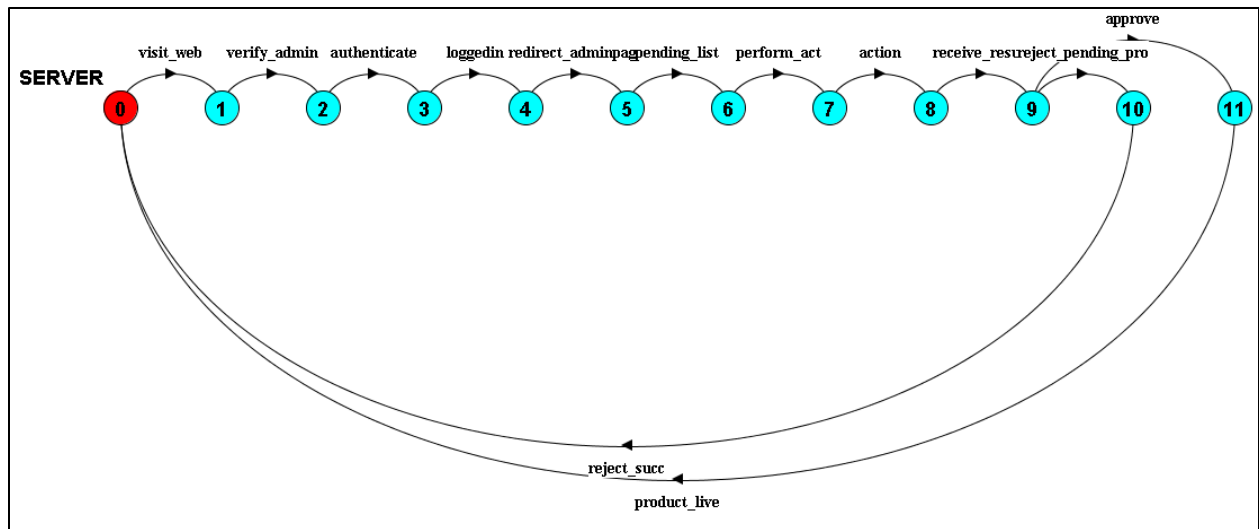 approve
visit_web verify_admin authenticate loggedin redirect_adminpag pending_list perform_act action receive_resu reject_pending_pro
SERVER
0 1 2 3 4 5 6 7 8 9 10 11
reject_succ
product_live